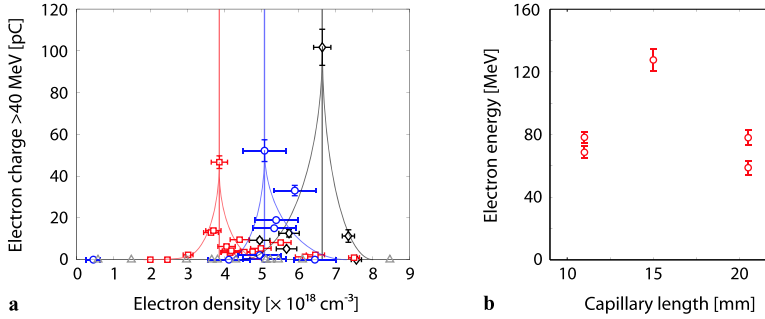 120
100
80
60
40
20
0
Electron charge >40 MeV [pC]
0 1 2 3 4 5 6 7 8 9
Electron density [× 10¹⁸ cm⁻³]
a
160
120
80
40
0
Electron energy [MeV]
10 15 20
Capillary length [mm]
b